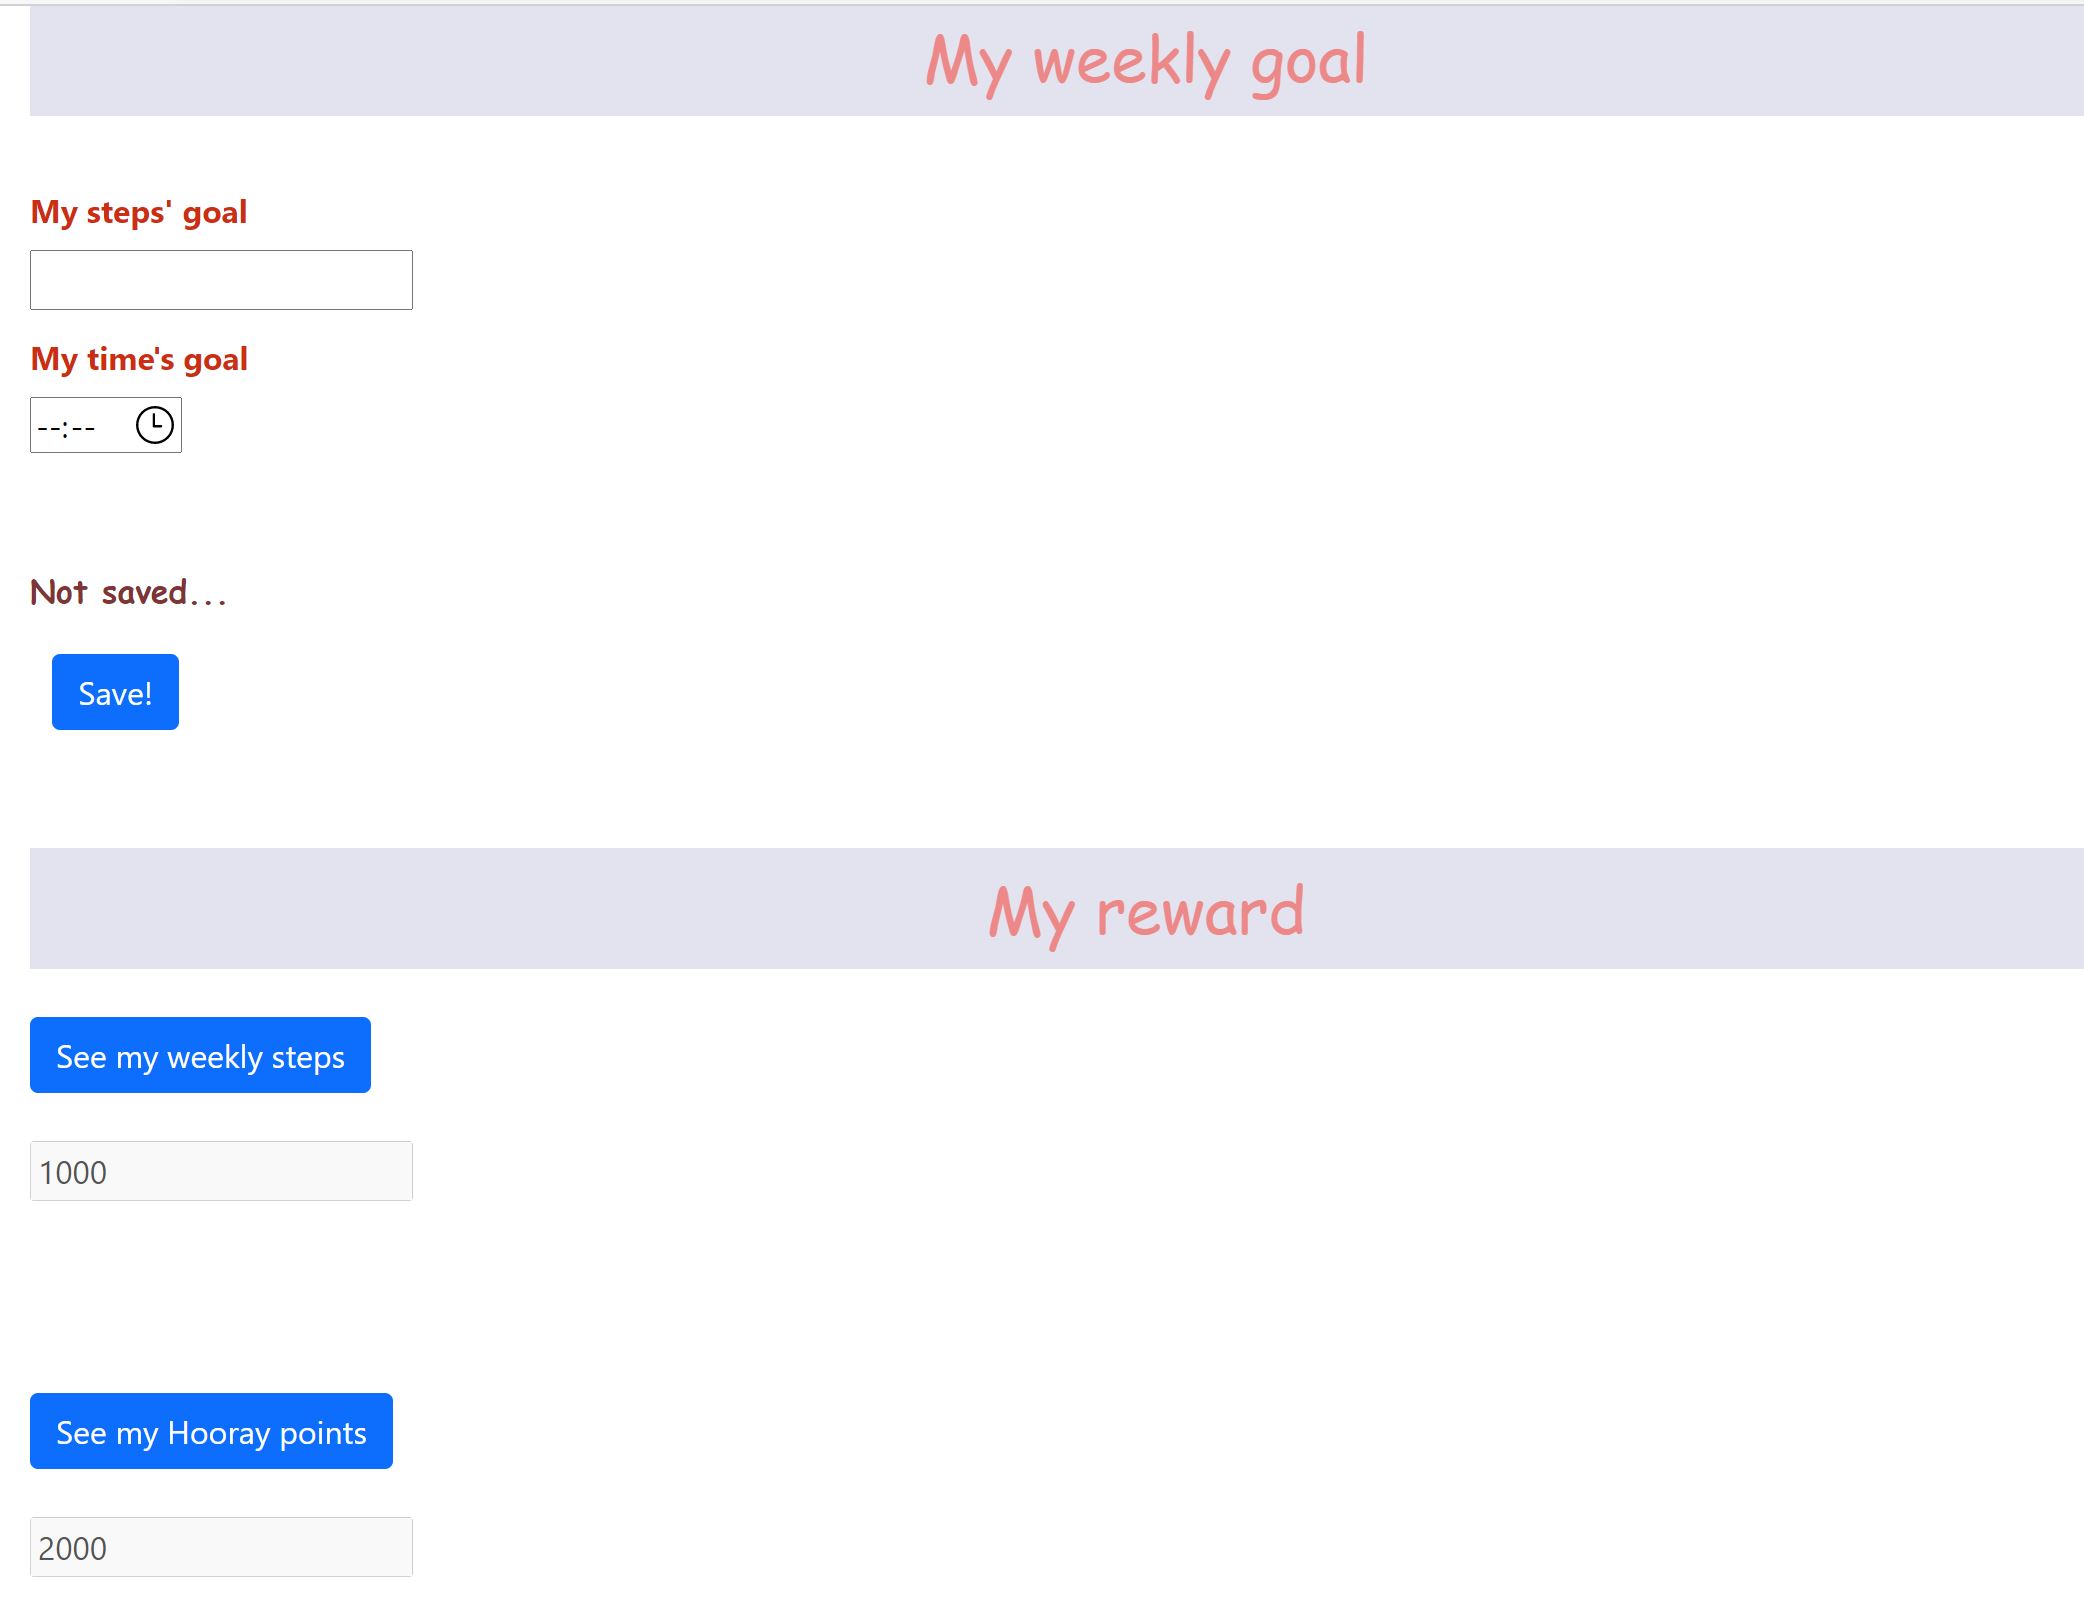 My weekly goal
My steps' goal
My time's goal
--:--
Not saved...
Save!
My reward
See my weekly steps
1000
See my Hooray points
2000